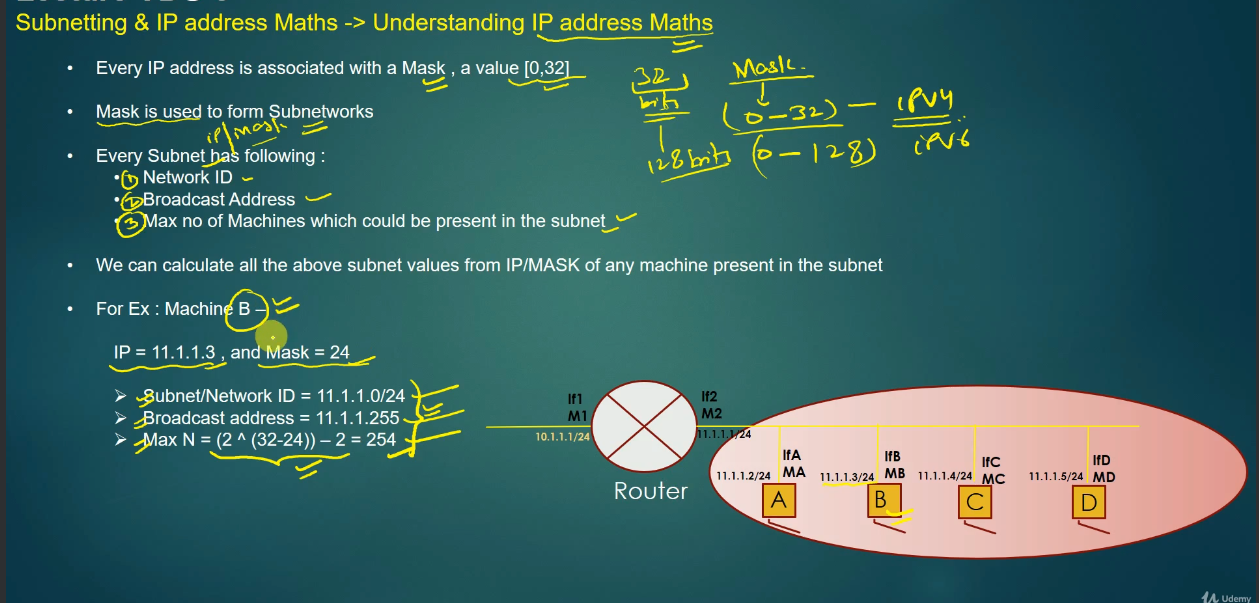 Subnetting & IP address Maths -> Understanding IP address Maths
• Every IP address is associated with a Mask , a value [0,32]
• Mask is used to form Subnetworks
ip/mask
• Every Subnet has following :
• ① Network ID
• ② Broadcast Address
• ③ Max no of Machines which could be present in the subnet
32 bits
128 bits
Mask
(0-32) - IPV4
(0-128) iPV6
• We can calculate all the above subnet values from IP/MASK of any machine present in the subnet
• For Ex : Machine B –
IP = 11.1.1.3 , and Mask = 24
➢ Subnet/Network ID = 11.1.1.0/24
➢ Broadcast address = 11.1.1.255
➢ Max N = (2 ^ (32-24)) – 2 = 254
If1
M1
10.1.1.1/24
If2
M2
11.1.1.1/24
Router
IfA
11.1.1.2/24 MA
A
IfB
11.1.1.3/24 MB
B
IfC
11.1.1.4/24 MC
C
IfD
11.1.1.5/24 MD
D
Udemy